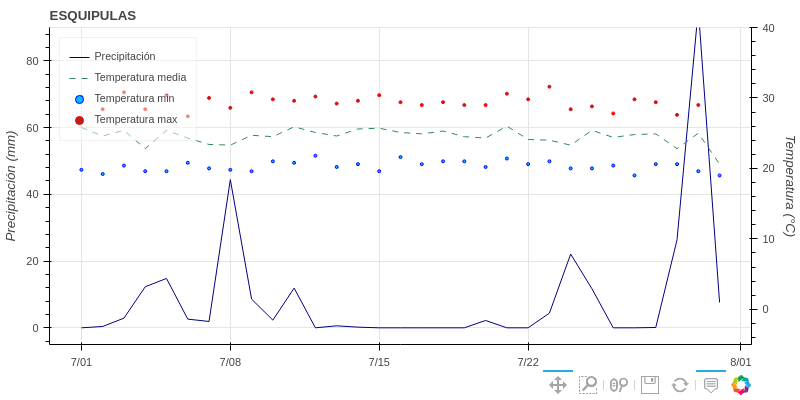 ESQUIPULAS
Precipitación
Temperatura media
Temperatura min
Temperatura max
Precipitación (mm)
80
60
40
20
0
Temperatura (°C)
40
30
20
10
0
7/01
7/08
7/15
7/22
8/01